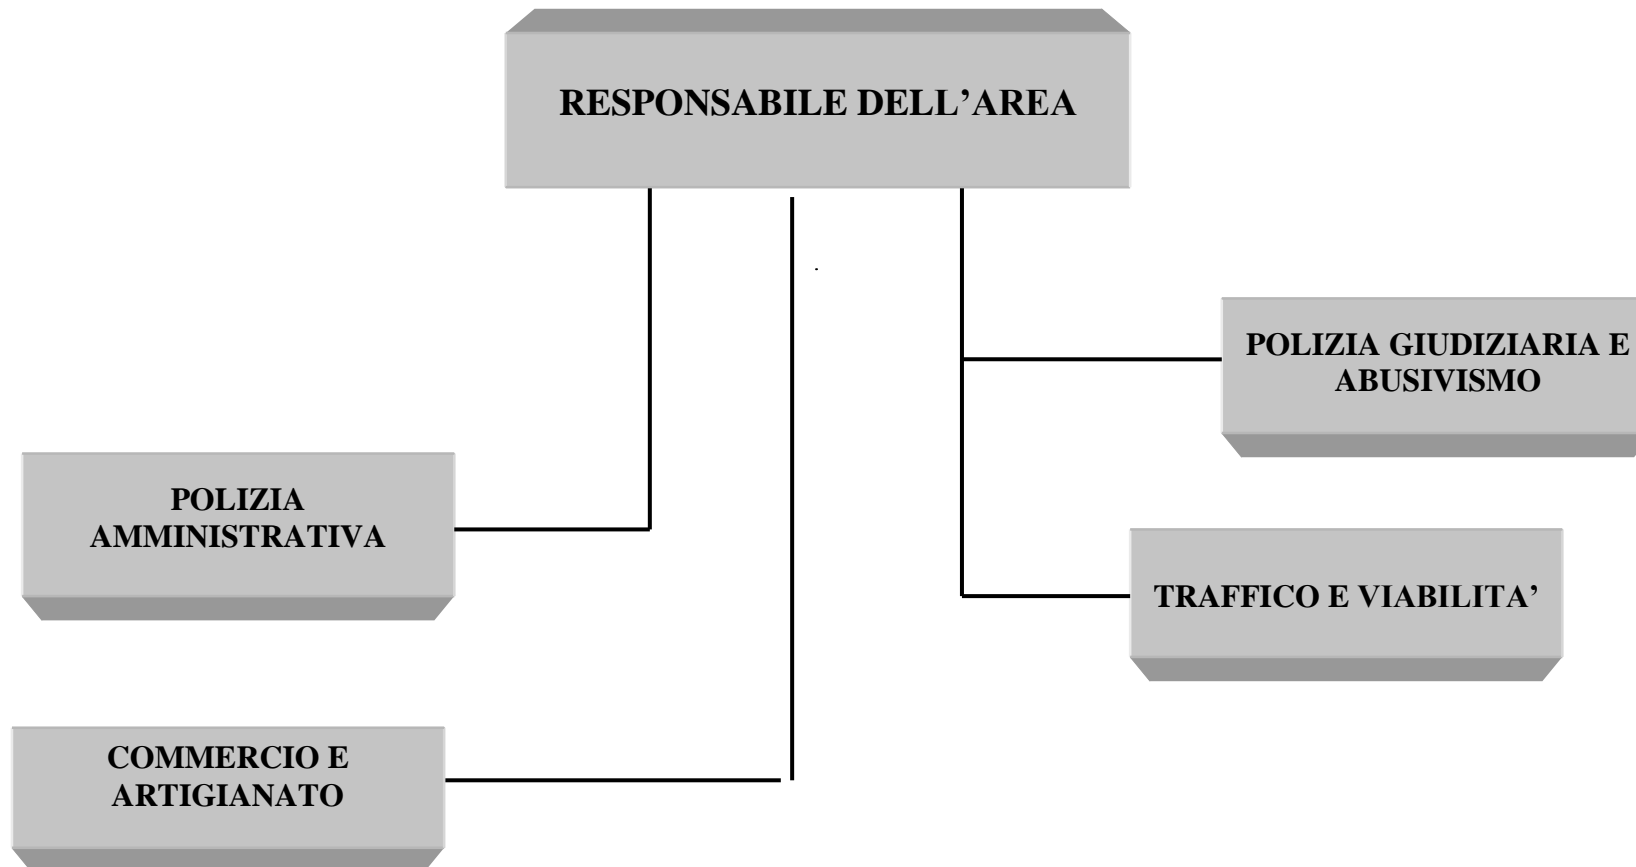 RESPONSABILE DELL’AREA
POLIZIA GIUDIZIARIA E
ABUSIVISMO
POLIZIA
AMMINISTRATIVA
TRAFFICO E VIABILITA’
COMMERCIO E
ARTIGIANATO